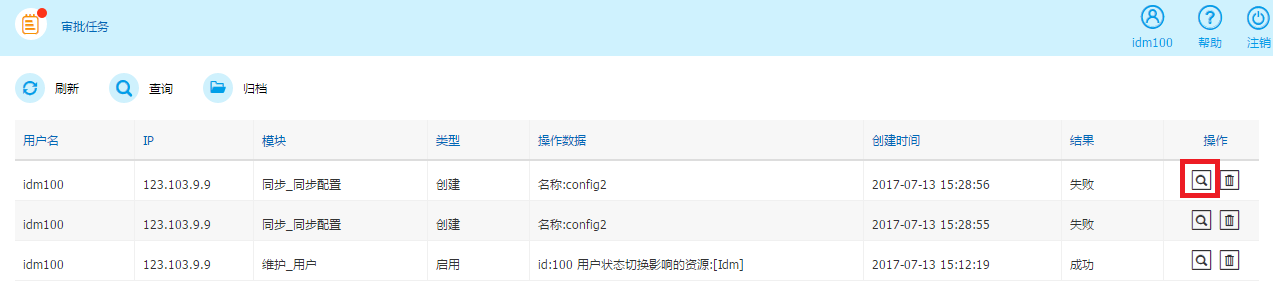 审批任务
idm100 帮助 注销
刷新 查询 归档
用户名 IP 模块 类型 操作数据 创建时间 结果 操作
idm100 123.103.9.9 同步_同步配置 创建 名称:config2 2017-07-13 15:28:56 失败
idm100 123.103.9.9 同步_同步配置 创建 名称:config2 2017-07-13 15:28:55 失败
idm100 123.103.9.9 维护_用户 启用 id:100 用户状态切换影响的资源:[Idm] 2017-07-13 15:12:19 成功